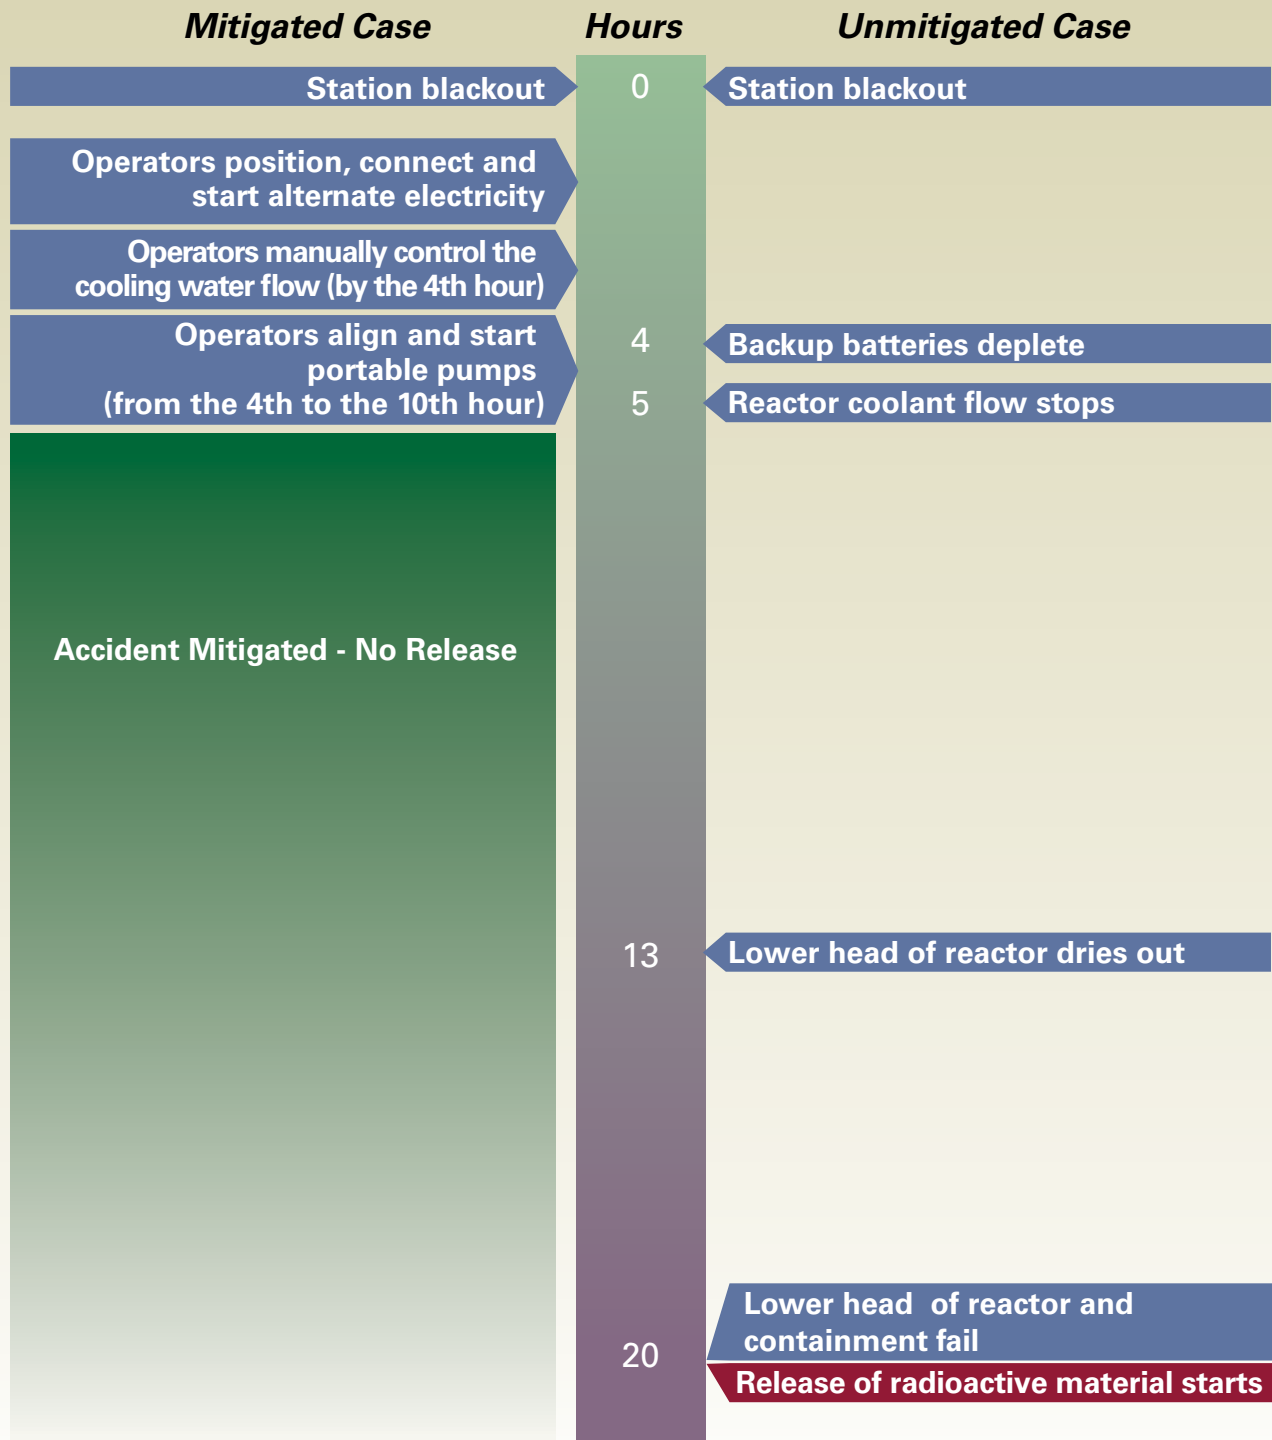 Mitigated Case
Hours
Unmitigated Case
Station blackout
0
Station blackout
Operators position, connect and
start alternate electricity
Operators manually control the
cooling water flow (by the 4th hour)
Operators align and start
portable pumps
(from the 4th to the 10th hour)
4
Backup batteries deplete
5
Reactor coolant flow stops
Accident Mitigated - No Release
13
Lower head of reactor dries out
Lower head of reactor and
containment fail
20
Release of radioactive material starts